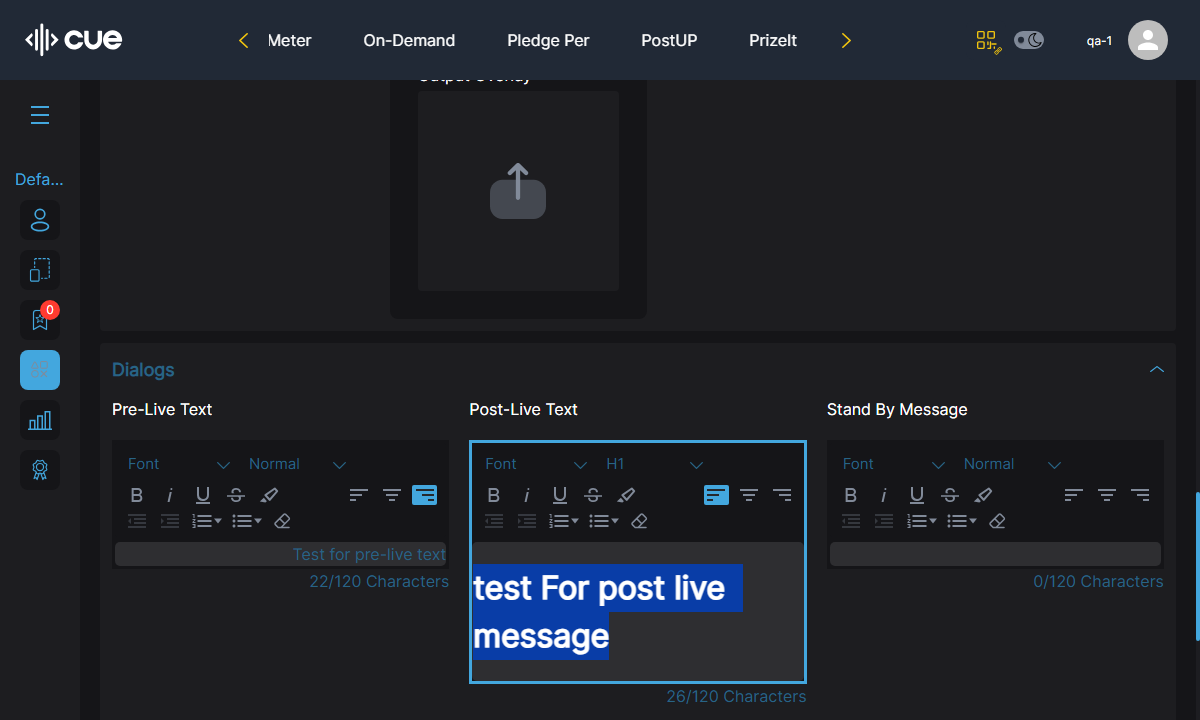 cue
Meter
On-Demand
Pledge Per
PostUP
PrizeIt
qa-1
Output Overlay
Defa...
0
Dialogs
Pre-Live Text
Post-Live Text
Stand By Message
Font
Normal
Font
H1
Font
Normal
Test for pre-live text
22/120 Characters
test For post live
message
26/120 Characters
0/120 Characters